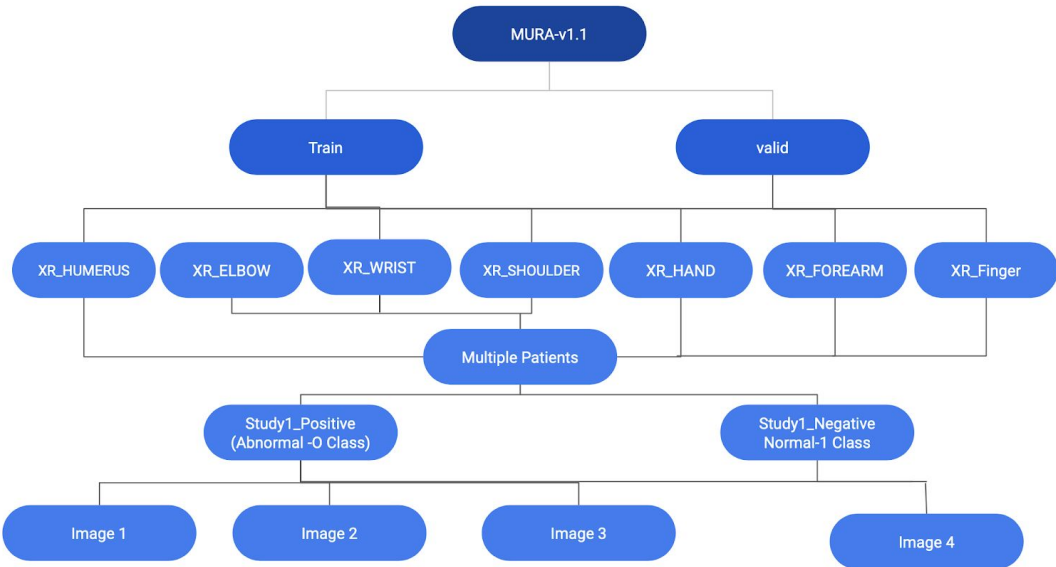 MURA-v1.1
Train
valid
XR_HUMERUS
XR_ELBOW
XR_WRIST
XR_SHOULDER
XR_HAND
XR_FOREARM
XR_Finger
Multiple Patients
Study1_Positive
(Abnormal -O Class)
Study1_Negative
Normal-1 Class
Image 1
Image 2
Image 3
Image 4